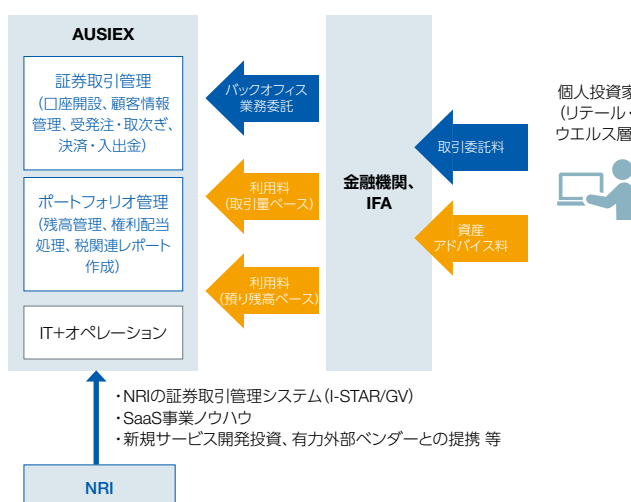 AUSIEX
証券取引管理
（口座開設、顧客情報
管理、受発注・取次ぎ、
決済・入出金）
ポートフォリオ管理
（残高管理、権利配当
処理、税関連レポート
作成）
IT+オペレーション
バックオフィス
業務委託
利用料
（取引量ベース）
利用料
（預り残高ベース）
金融機関、
IFA
取引委託料
資産
アドバイス料
個人投資家
（リテール・
ウエルス層
・NRIの証券取引管理システム（I-STAR/GV）
・SaaS事業ノウハウ
・新規サービス開発投資、有力外部ベンダーとの提携 等
NRI